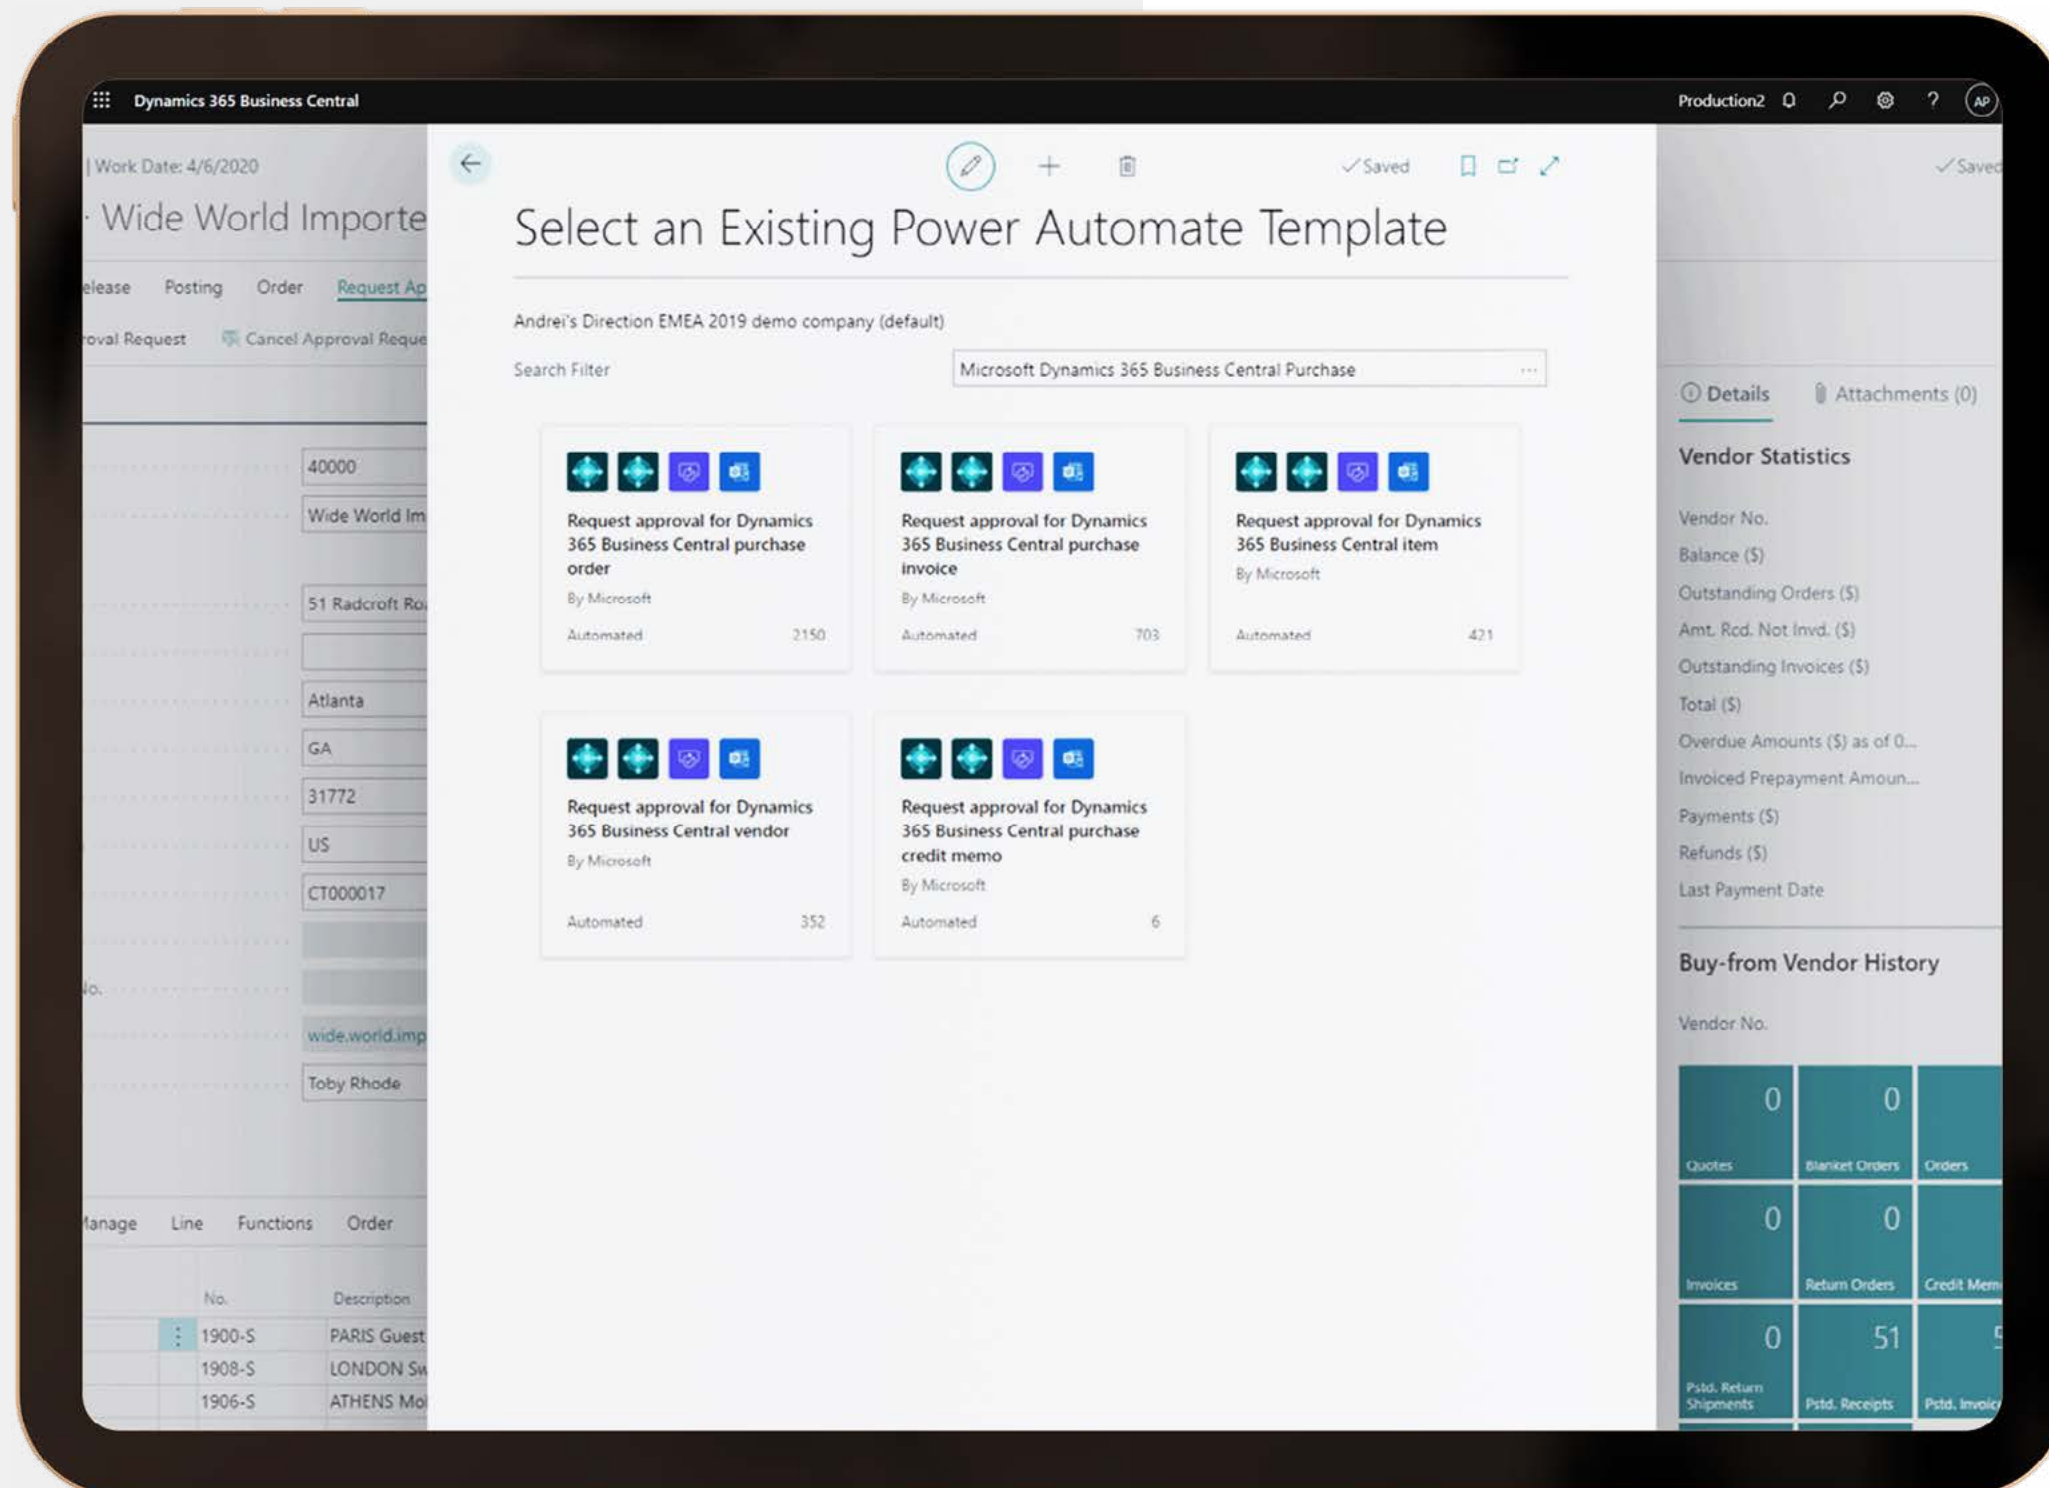 Dynamics 365 Business Central
Production2
?
AP
| Work Date: 4/6/2020
Saved
Saved
· Wide World Importe
Select an Existing Power Automate Template
elease Posting Order Request Ap
oval Request Cancel Approval Reque
Andrei's Direction EMEA 2019 demo company (default)
Search Filter
Microsoft Dynamics 365 Business Central Purchase
...
40000
Wide World Im
51 Radcroft Roa
Atlanta
GA
31772
US
CT000017
No.
wide.world.imp
Toby Rhode
Request approval for Dynamics
365 Business Central purchase
order
By Microsoft
Automated 2150
Request approval for Dynamics
365 Business Central purchase
invoice
By Microsoft
Automated 703
Request approval for Dynamics
365 Business Central item
By Microsoft
Automated 421
Request approval for Dynamics
365 Business Central vendor
By Microsoft
Automated 352
Request approval for Dynamics
365 Business Central purchase
credit memo
By Microsoft
Automated 6
Manage Line Functions Order
No. Description
1900-S PARIS Guest
1908-S LONDON Sw
1906-S ATHENS Mo
Details Attachments (0)
Vendor Statistics
Vendor No.
Balance ($)
Outstanding Orders ($)
Amt. Rcd. Not Invd. ($)
Outstanding Invoices ($)
Total ($)
Overdue Amounts ($) as of 0...
Invoiced Prepayment Amoun...
Payments ($)
Refunds ($)
Last Payment Date
Buy-from Vendor History
Vendor No.
0
Quotes
0
Blanket Orders
Orders
0
Invoices
0
Return Orders
Credit Mem
0
Pstd. Return
Shipments
51
Pstd. Receipts
Pstd. Invoic